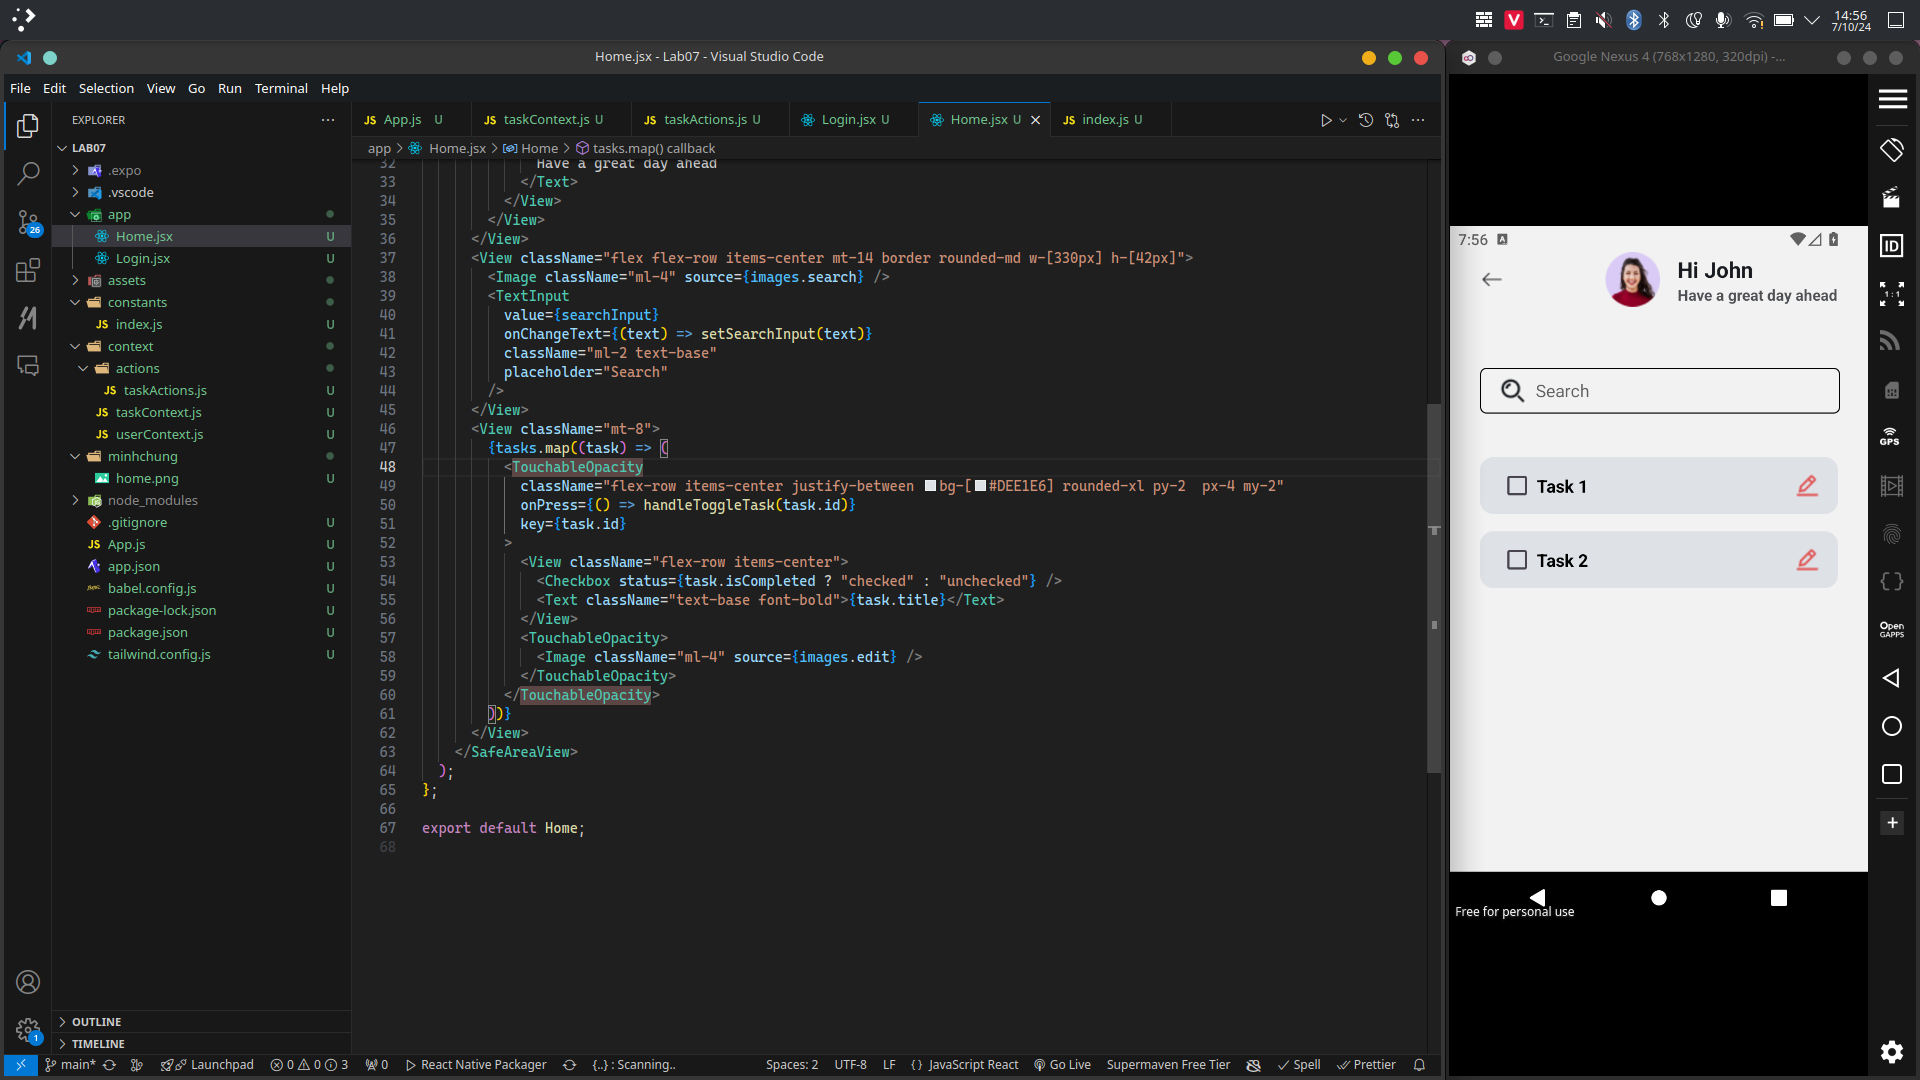 14:56
7/10/24
Home.jsx - Lab07 - Visual Studio Code
File Edit Selection View Go Run Terminal Help
EXPLORER
LAB07
.expo
.vscode
app
Home.jsx U
Login.jsx U
assets
constants
index.js U
context
actions
taskActions.js U
taskContext.js U
userContext.js U
minhchung
home.png U
node_modules
.gitignore U
App.js U
app.json U
babel.config.js U
package-lock.json U
package.json U
tailwind.config.js U
OUTLINE
TIMELINE
26
1
JS App.js U
JS taskContext.js U
JS taskActions.js U
Login.jsx U
Home.jsx U
JS index.js U
app > Home.jsx > Home > tasks.map() callback
32 Have a great day ahead
33 </Text>
34 </View>
35 </View>
36 </View>
37 <View className="flex flex-row items-center mt-14 border rounded-md w-[330px] h-[42px]">
38 <Image className="ml-4" source={images.search} />
39 <TextInput
40 value={searchInput}
41 onChangeText={(text) => setSearchInput(text)}
42 className="ml-2 text-base"
43 placeholder="Search"
44 />
45 </View>
46 <View className="mt-8">
47 {tasks.map((task) => (
48 <TouchableOpacity
49 className="flex-row items-center justify-between bg-[#DEE1E6] rounded-xl py-2  px-4 my-2"
50 onPress={() => handleToggleTask(task.id)}
51 key={task.id}
52 >
53 <View className="flex-row items-center">
54 <Checkbox status={task.isCompleted ? "checked" : "unchecked"} />
55 <Text className="text-base font-bold">{task.title}</Text>
56 </View>
57 <TouchableOpacity>
58 <Image className="ml-4" source={images.edit} />
59 </TouchableOpacity>
60 </TouchableOpacity>
61 ))}
62 </View>
63 </SafeAreaView>
64 );
65 };
66
67 export default Home;
68
main* Launchpad 0 0 3 0 React Native Packager {..} : Scanning.. Spaces: 2 UTF-8 LF {} JavaScript React Go Live Supermaven Free Tier Spell Prettier
Google Nexus 4 (768x1280, 320dpi) -...
7:56
Hi John
Have a great day ahead
Search
Task 1
Task 2
Free for personal use
ID
1:1
GPS
Open
GAPPS